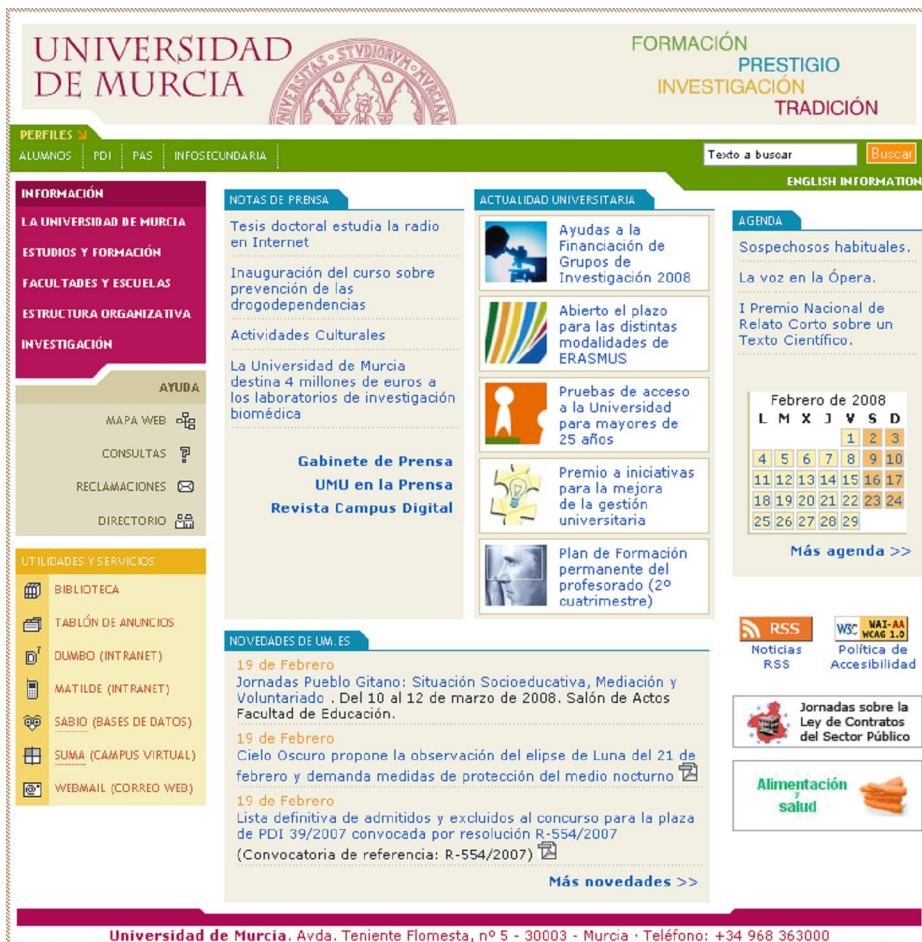 UNIVERSIDAD
DE MURCIA
FORMACIÓN
PRESTIGIO
INVESTIGACIÓN
TRADICIÓN
PERFILES
ALUMNOS PDI PAS INFOSECUNDARIA
Texto a buscar Buscar
ENGLISH INFORMATION
INFORMACIÓN
LA UNIVERSIDAD DE MURCIA
ESTUDIOS Y FORMACIÓN
FACULTADES Y ESCUELAS
ESTRUCTURA ORGANIZATIVA
INVESTIGACIÓN
AYUDA
MAPA WEB
CONSULTAS
RECLAMACIONES
DIRECTORIO
UTILIDADES Y SERVICIOS
BIBLIOTECA
TABLÓN DE ANUNCIOS
DUMBO (INTRANET)
MATILDE (INTRANET)
SABIO (BASES DE DATOS)
SUMA (CAMPUS VIRTUAL)
WEBMAIL (CORREO WEB)
NOTAS DE PRENSA
Tesis doctoral estudia la radio
en Internet
Inauguración del curso sobre
prevención de las
drogodependencias
Actividades Culturales
La Universidad de Murcia
destina 4 millones de euros a
los laboratorios de investigación
biomédica
Gabinete de Prensa
UMU en la Prensa
Revista Campus Digital
ACTUALIDAD UNIVERSITARIA
Ayudas a la
Financiación de
Grupos de
Investigación 2008
Abierto el plazo
para las distintas
modalidades de
ERASMUS
Pruebas de acceso
a la Universidad
para mayores de
25 años
Premio a iniciativas
para la mejora
de la gestión
universitaria
Plan de Formación
permanente del
profesorado (2º
cuatrimestre)
AGENDA
Sospechosos habituales.
La voz en la Ópera.
I Premio Nacional de
Relato Corto sobre un
Texto Científico.
Febrero de 2008
L M X J V S D
1 2 3
4 5 6 7 8 9 10
11 12 13 14 15 16 17
18 19 20 21 22 23 24
25 26 27 28 29
Más agenda >>
NOVEDADES DE UM.ES
19 de Febrero
Jornadas Pueblo Gitano: Situación Socioeducativa, Mediación y
Voluntariado . Del 10 al 12 de marzo de 2008. Salón de Actos
Facultad de Educación.
19 de Febrero
Cielo Oscuro propone la observación del elipse de Luna del 21 de
febrero y demanda medidas de protección del medio nocturno
19 de Febrero
Lista definitiva de admitidos y excluidos al concurso para la plaza
de PDI 39/2007 convocada por resolución R-554/2007
(Convocatoria de referencia: R-554/2007)
Más novedades >>
RSS
Noticias
RSS
W3C WAI-AA
WCAG 1.0
Política de
Accesibilidad
Jornadas sobre la
Ley de Contratos
del Sector Público
Alimentación
y
salud
Universidad de Murcia. Avda. Teniente Flomesta, nº 5 - 30003 - Murcia · Teléfono: +34 968 363000